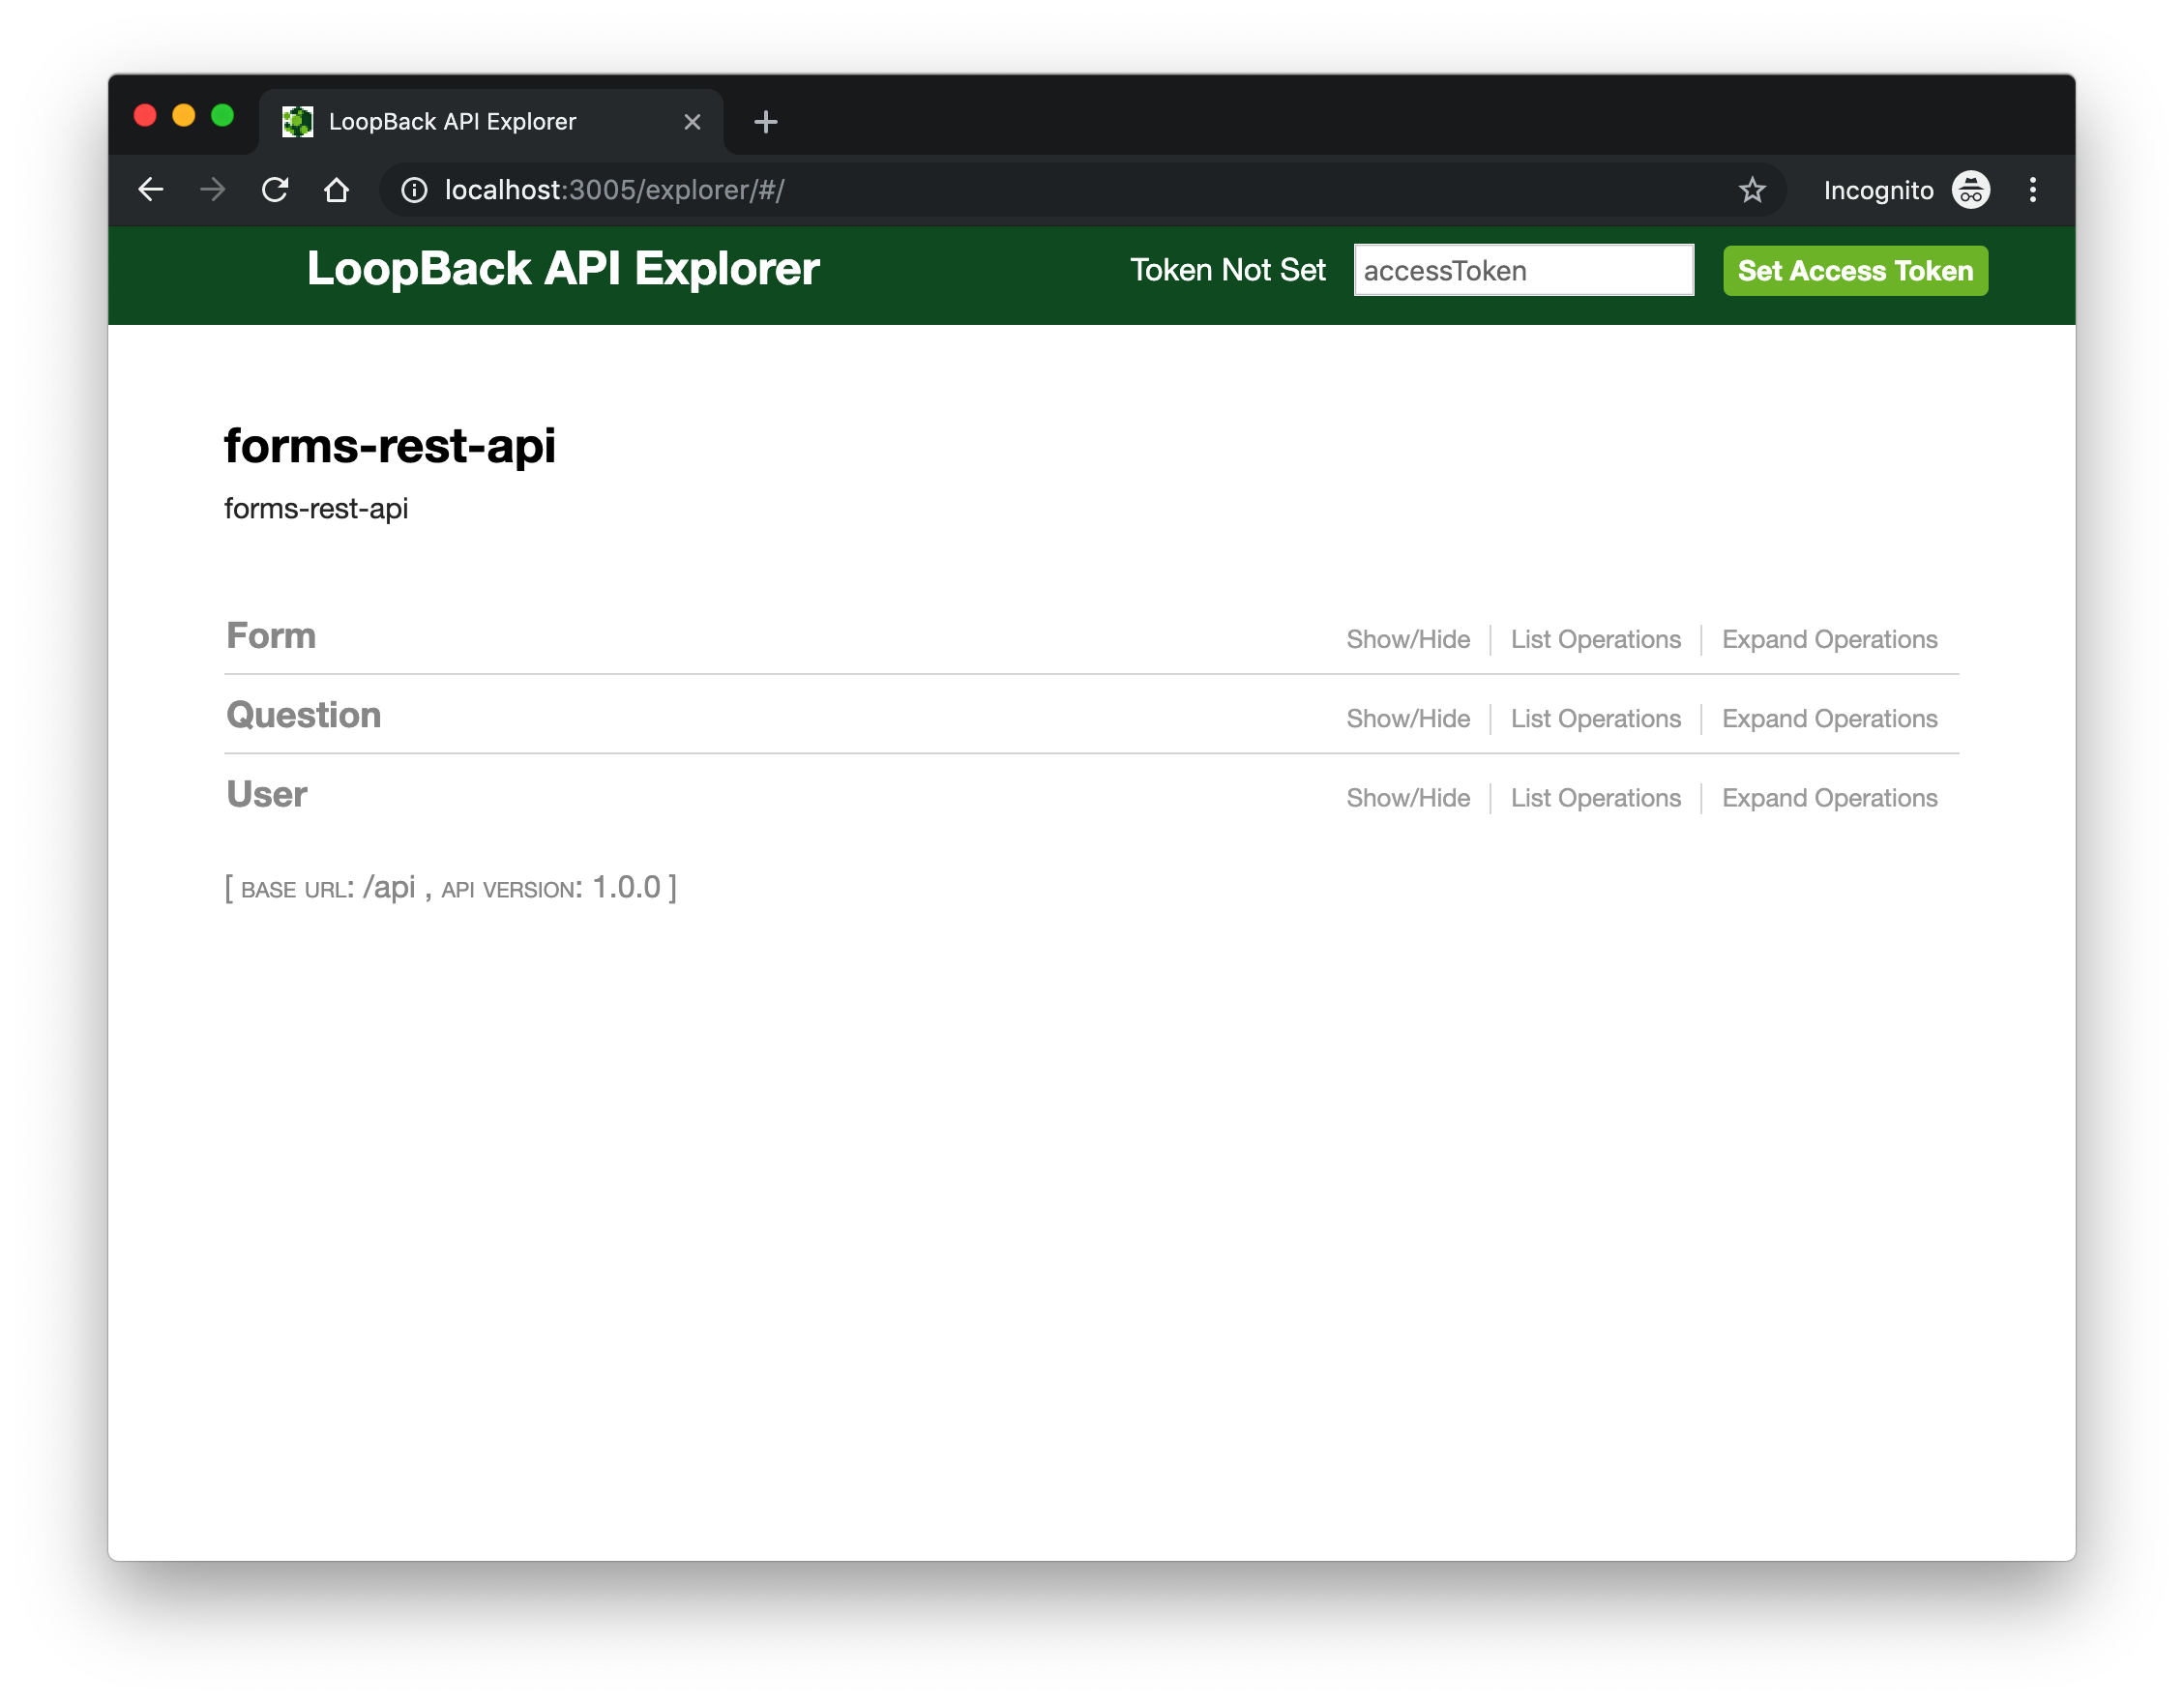 LoopBack API Explorer
localhost:3005/explorer/#/
Incognito
LoopBack API Explorer
Token Not Set
accessToken
Set Access Token
forms-rest-api
forms-rest-api
Form Show/Hide List Operations Expand Operations
Question Show/Hide List Operations Expand Operations
User Show/Hide List Operations Expand Operations
[ BASE URL: /api , API VERSION: 1.0.0 ]